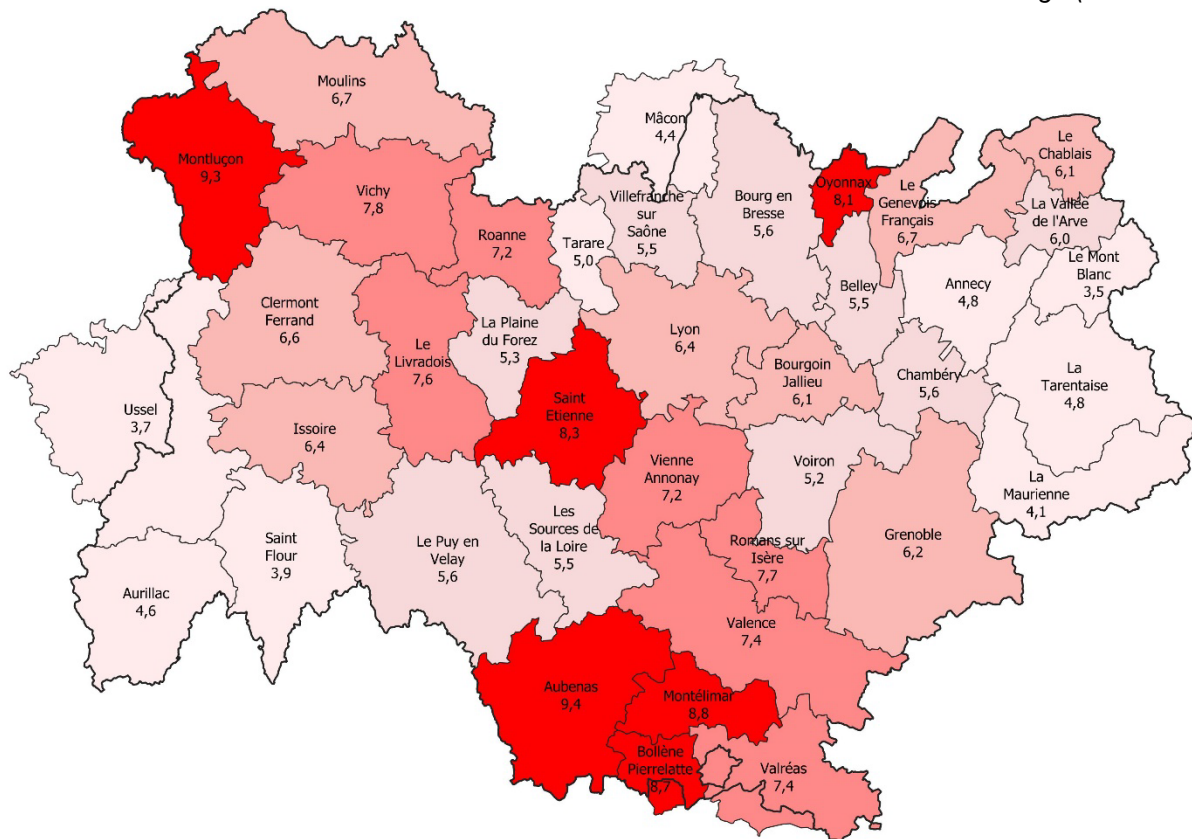 Moulins
6,7
Montluçon
9,3
Vichy
7,8
Roanne
7,2
Mâcon
4,4
Villefranche
sur
Saône
5,5
Tarare
5,0
Bourg en
Bresse
5,6
Oyonnax
8,1
Le
Genevois
Français
6,7
Le
Chablais
6,1
La Vallée
de l'Arve
6,0
Le Mont
Blanc
3,5
Belley
5,5
Annecy
4,8
Clermont
Ferrand
6,6
Le
Livradois
7,6
La Plaine
du Forez
5,3
Lyon
6,4
Bourgoin
Jallieu
6,1
Chambéry
5,6
La
Tarentaise
4,8
Ussel
3,7
Issoire
6,4
Saint
Etienne
8,3
Vienne
Annonay
7,2
Voiron
5,2
La
Maurienne
4,1
Saint
Flour
3,9
Le Puy en
Velay
5,6
Les
Sources de
la Loire
5,5
Romans sur
Isère
7,7
Grenoble
6,2
Aurillac
4,6
Valence
7,4
Aubenas
9,4
Montélimar
8,8
Bollène
Pierrelatte
8,7
Valréas
7,4